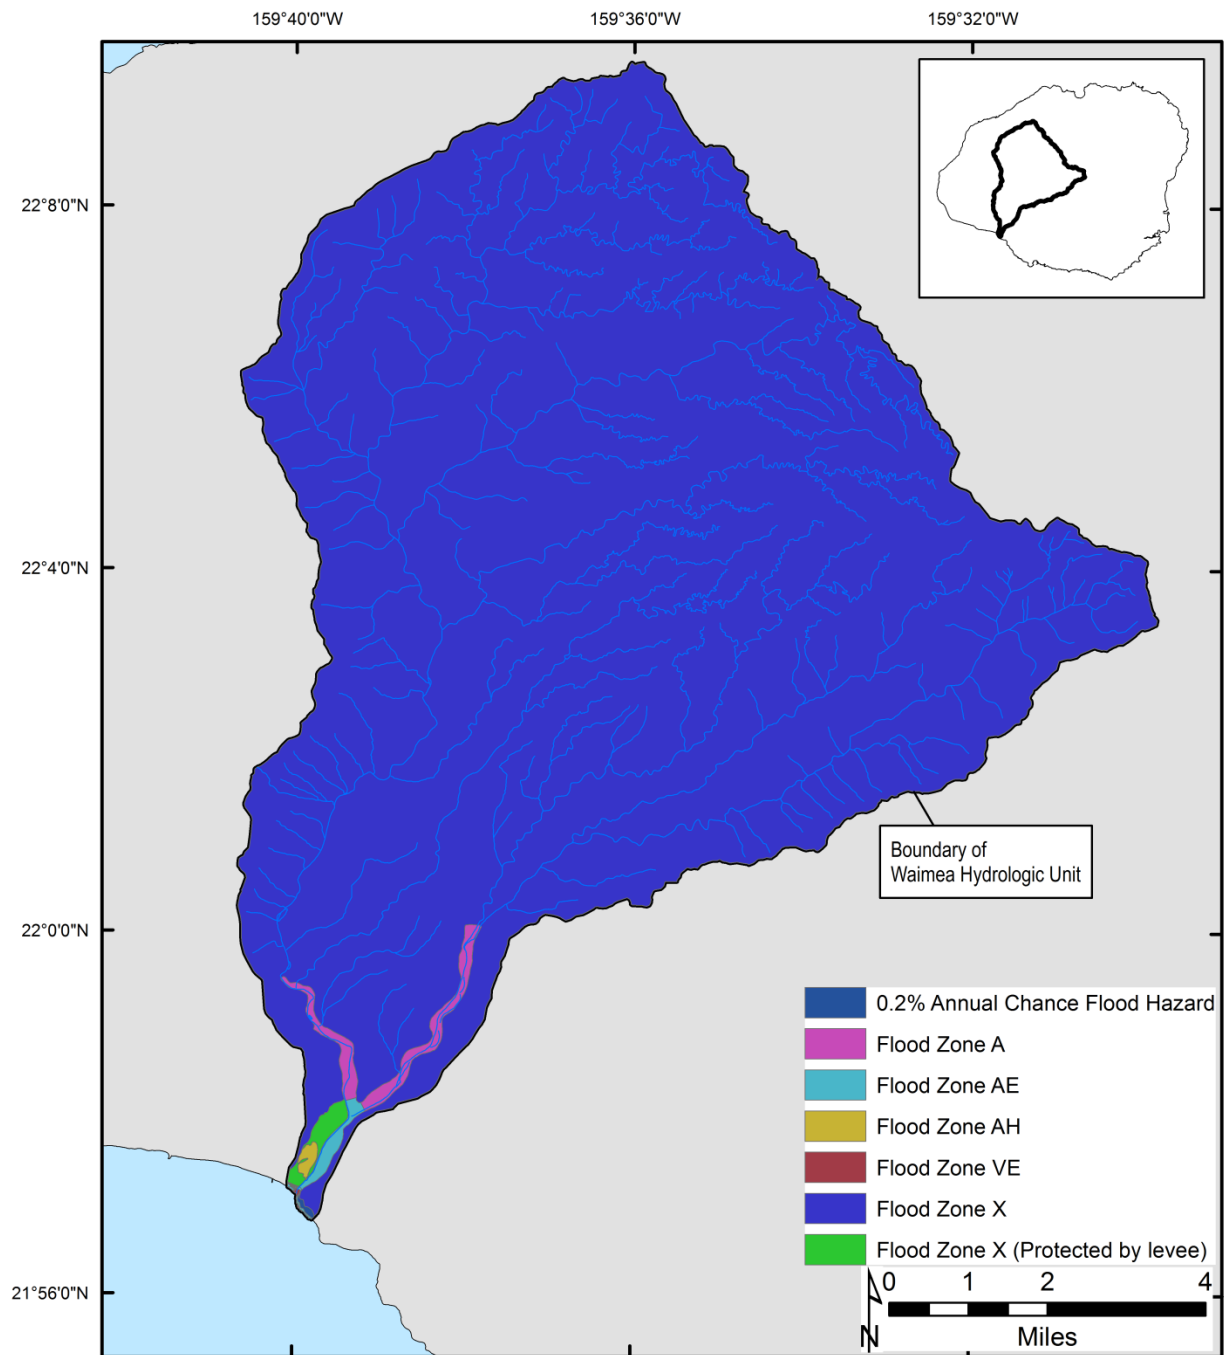 159°40'0"W
159°36'0"W
159°32'0"W
22°8'0"N
22°4'0"N
22°0'0"N
21°56'0"N
Boundary of
Waimea Hydrologic Unit
0.2% Annual Chance Flood Hazard
Flood Zone A
Flood Zone AE
Flood Zone AH
Flood Zone VE
Flood Zone X
Flood Zone X (Protected by levee)
0 1 2 4
N
Miles